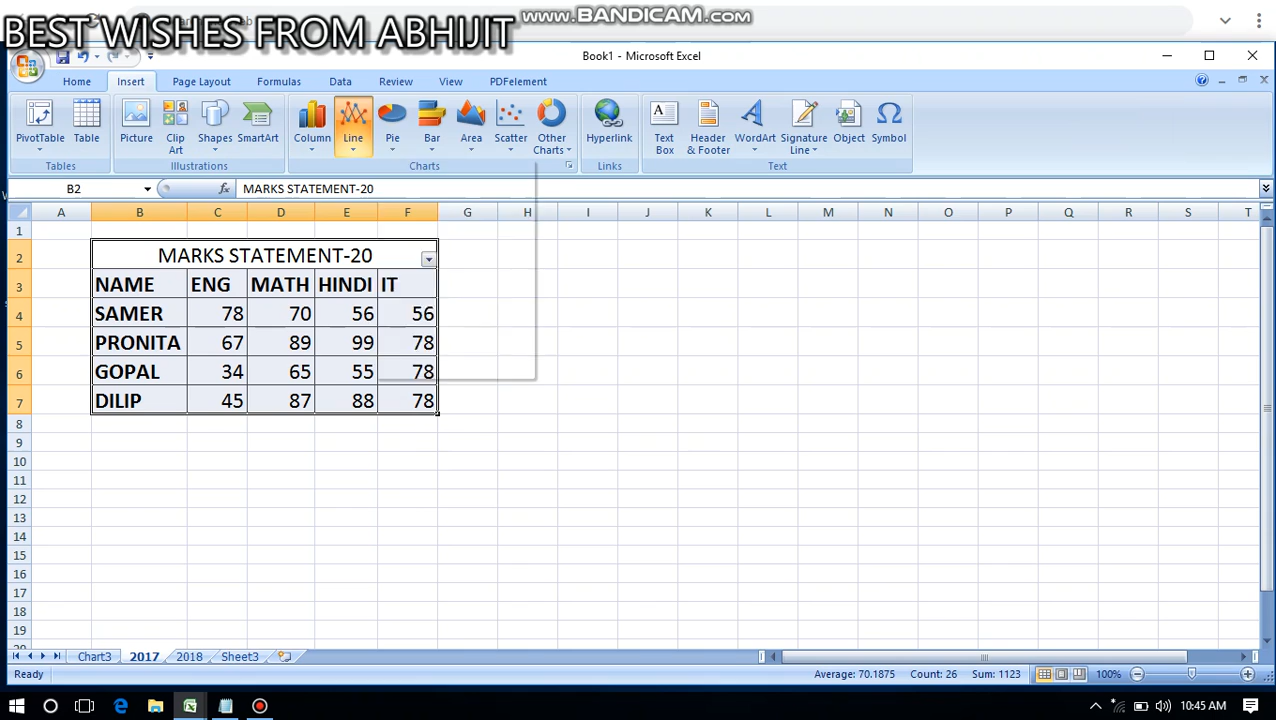 BEST WISHES FROM ABHIJIT
www.BANDICAM.com
Book1 - Microsoft Excel
Home Insert Page Layout Formulas Data Review View PDFelement
PivotTable Table Picture Clip Art Shapes SmartArt Column Line Pie Bar Area Scatter Other Charts Hyperlink Text Box Header & Footer WordArt Signature Line Object Symbol
Tables Illustrations Charts Links Text
B2 fx MARKS STATEMENT-20
A B C D E F G H I J K L M N O P Q R S T
1
2 MARKS STATEMENT-20
3 NAME ENG MATH HINDI IT
4 SAMER 78 70 56 56
5 PRONITA 67 89 99 78
6 GOPAL 34 65 55 78
7 DILIP 45 87 88 78
8
9
10
11
12
13
14
15
16
17
18
19
Chart3 2017 2018 Sheet3
Ready Average: 70.1875 Count: 26 Sum: 1123 100%
10:45 AM